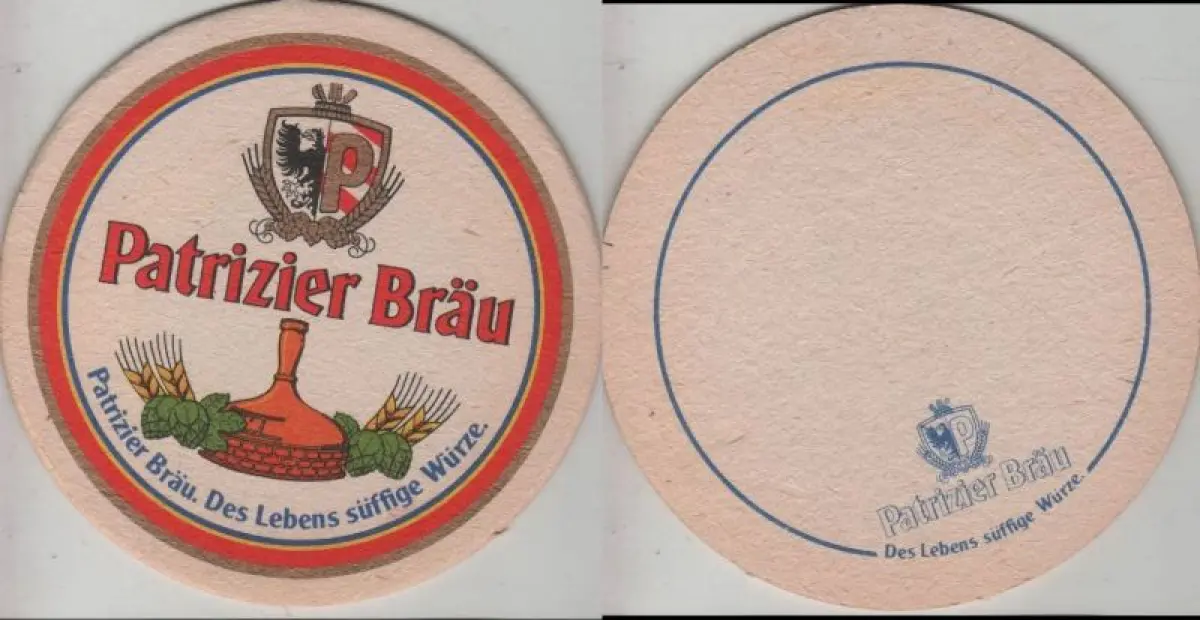 P
Patrizier Bräu
Patrizier Bräu. Des Lebens süffige Würze.
P
Patrizier Bräu
Des Lebens süffige Würze.